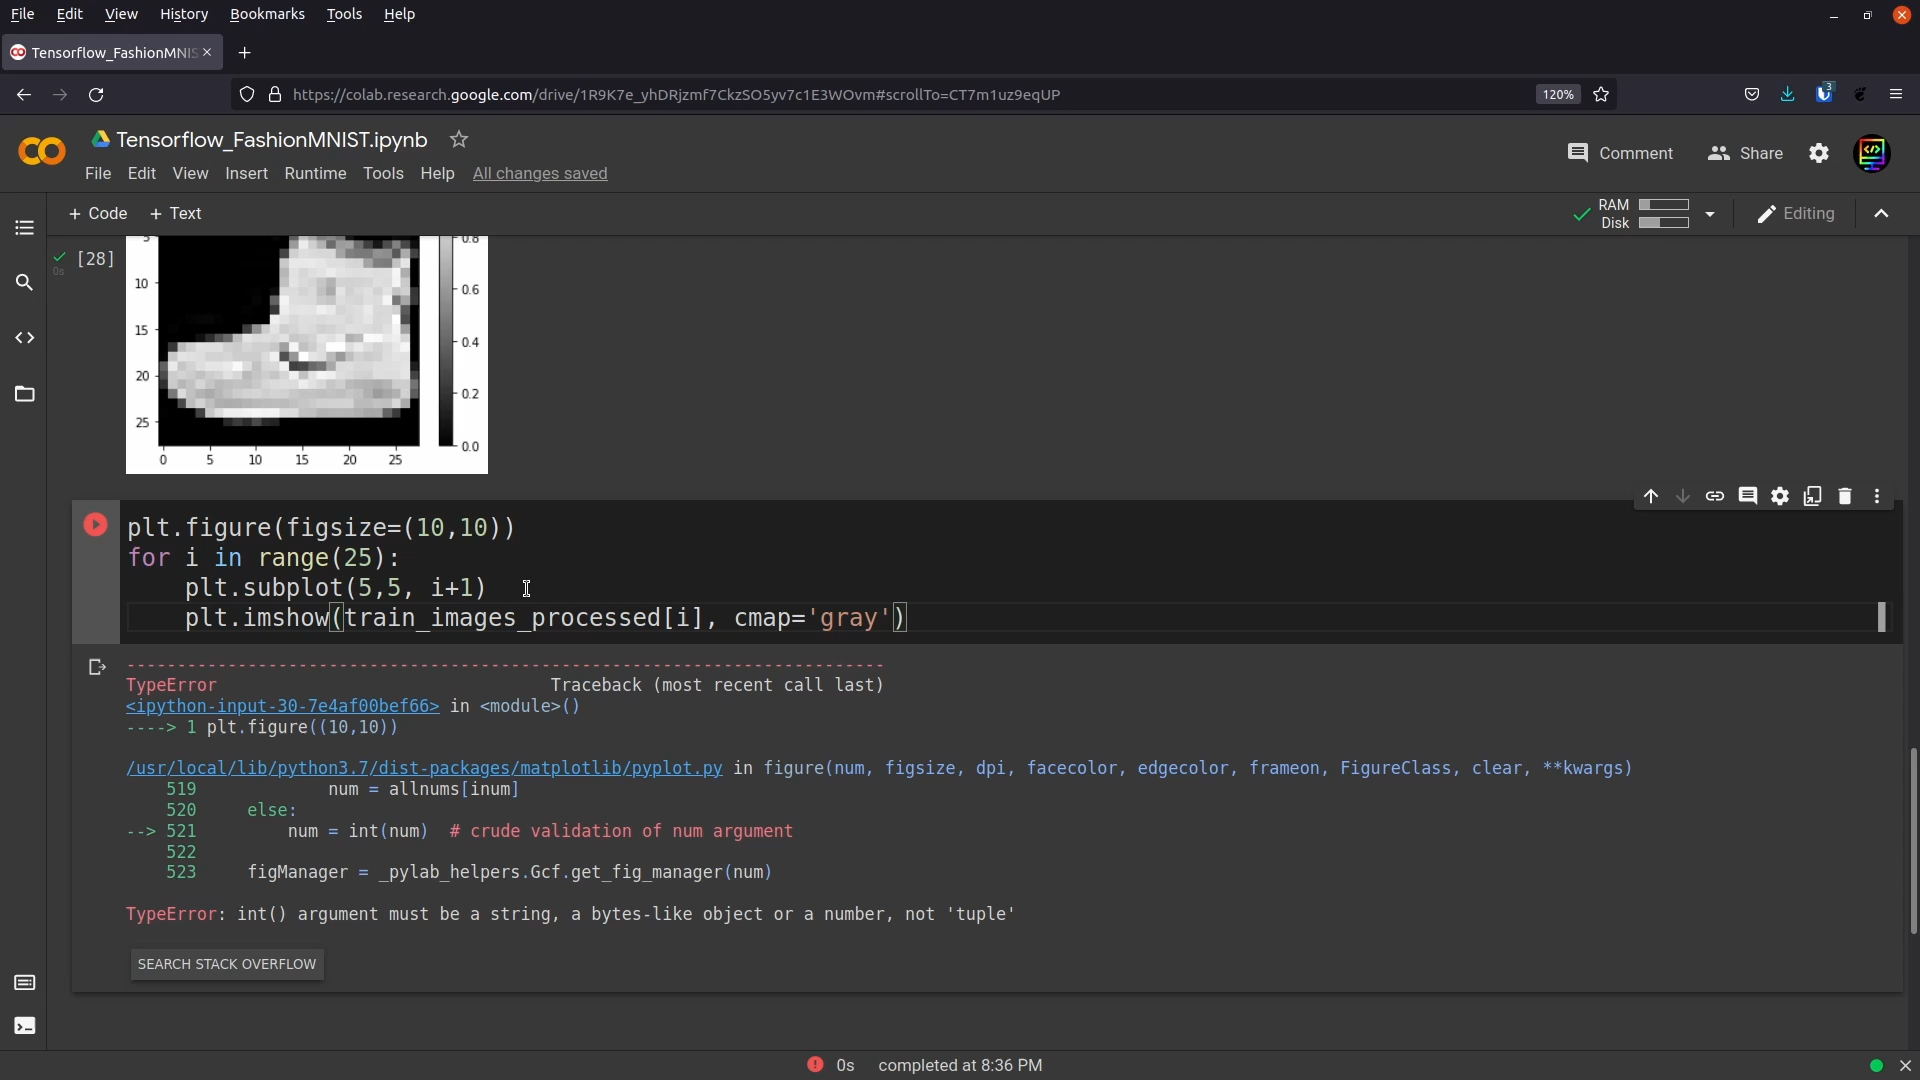 File Edit View History Bookmarks Tools Help
Tensorflow_FashionMNIS
https://colab.research.google.com/drive/1R9K7e_yhDRjzmf7CkzSO5yv7c1E3WOvm#scrollTo=CT7m1uz9eqUP 120% 3
Tensorflow_FashionMNIST.ipynb
Comment Share
File Edit View Insert Runtime Tools Help All changes saved
+ Code + Text RAM Disk Editing
[28]
0s
5 0.8
10 0.6
15 0.4
20 0.2
25 0.0
0 5 10 15 20 25
plt.figure(figsize=(10,10))
for i in range(25):
    plt.subplot(5,5, i+1)
    plt.imshow(train_images_processed[i], cmap='gray')
---------------------------------------------------------------------------
TypeError                                 Traceback (most recent call last)
<ipython-input-30-7e4af00bef66> in <module>()
----> 1 plt.figure((10,10))
/usr/local/lib/python3.7/dist-packages/matplotlib/pyplot.py in figure(num, figsize, dpi, facecolor, edgecolor, frameon, FigureClass, clear, **kwargs)
    519             num = allnums[inum]
    520     else:
--> 521         num = int(num)  # crude validation of num argument
    522
    523     figManager = _pylab_helpers.Gcf.get_fig_manager(num)
TypeError: int() argument must be a string, a bytes-like object or a number, not 'tuple'
SEARCH STACK OVERFLOW
0s completed at 8:36 PM